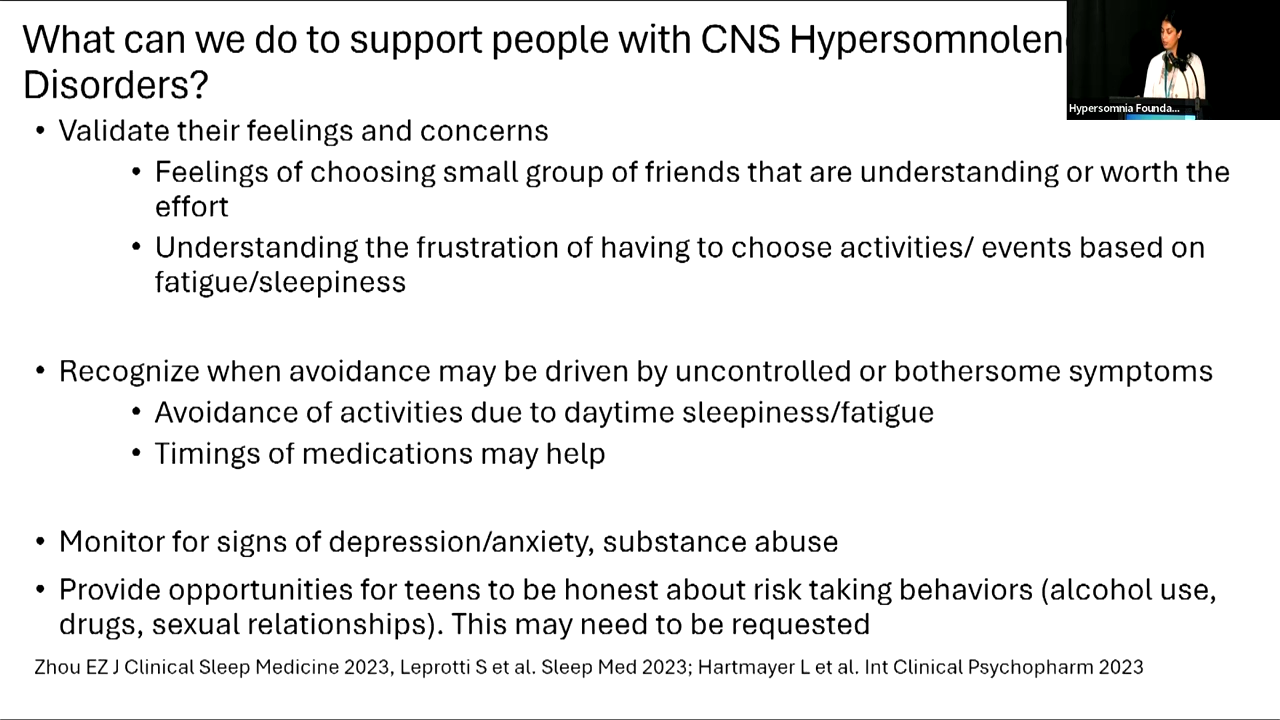 What can we do to support people with CNS Hypersomnolen
Disorders?
Hypersomnia Founda...
• Validate their feelings and concerns
• Feelings of choosing small group of friends that are understanding or worth the
effort
• Understanding the frustration of having to choose activities/ events based on
fatigue/sleepiness
• Recognize when avoidance may be driven by uncontrolled or bothersome symptoms
• Avoidance of activities due to daytime sleepiness/fatigue
• Timings of medications may help
• Monitor for signs of depression/anxiety, substance abuse
• Provide opportunities for teens to be honest about risk taking behaviors (alcohol use,
drugs, sexual relationships). This may need to be requested
Zhou EZ J Clinical Sleep Medicine 2023, Leprotti S et al. Sleep Med 2023; Hartmayer L et al. Int Clinical Psychopharm 2023